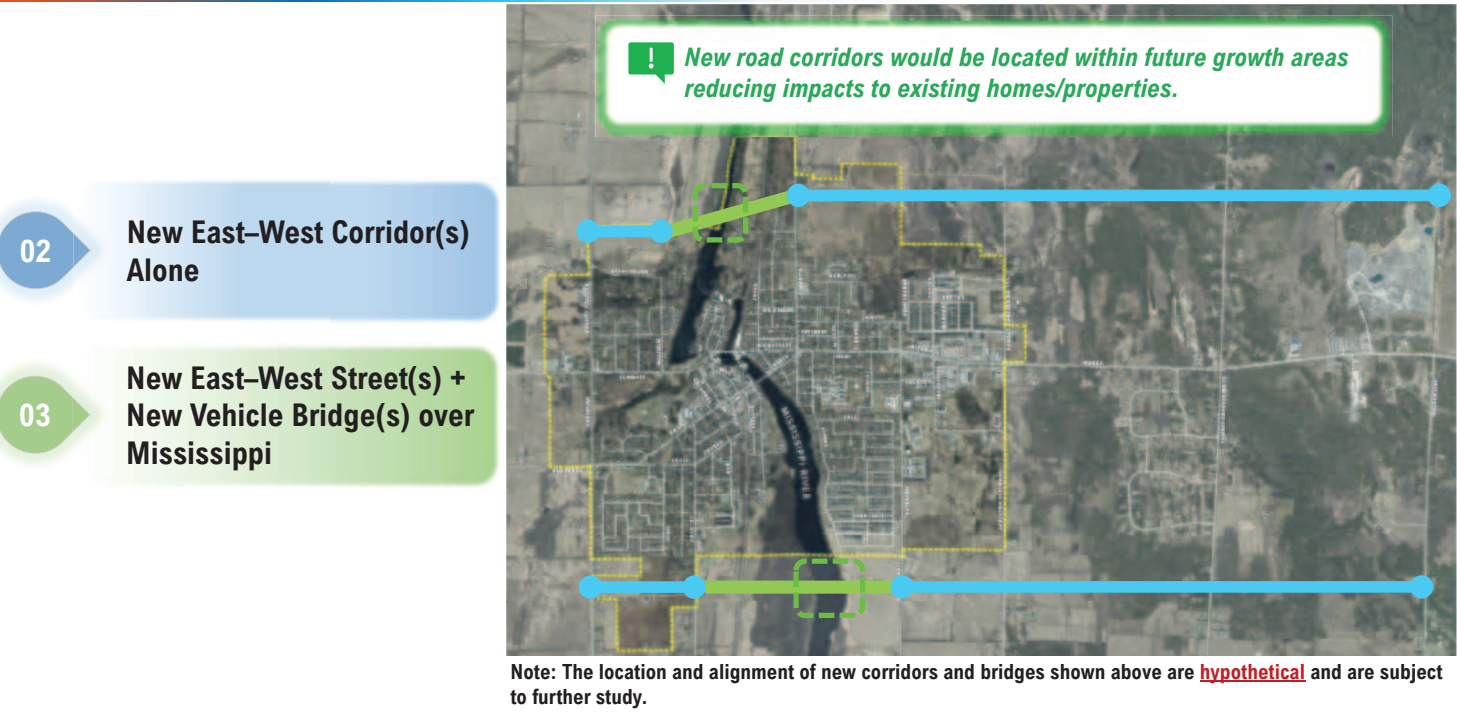 ! New road corridors would be located within future growth areas
reducing impacts to existing homes/properties.
02
New East–West Corridor(s)
Alone
03
New East–West Street(s) +
New Vehicle Bridge(s) over
Mississippi
MISSISSIPPI RIVER
Note: The location and alignment of new corridors and bridges shown above are hypothetical and are subject
to further study.